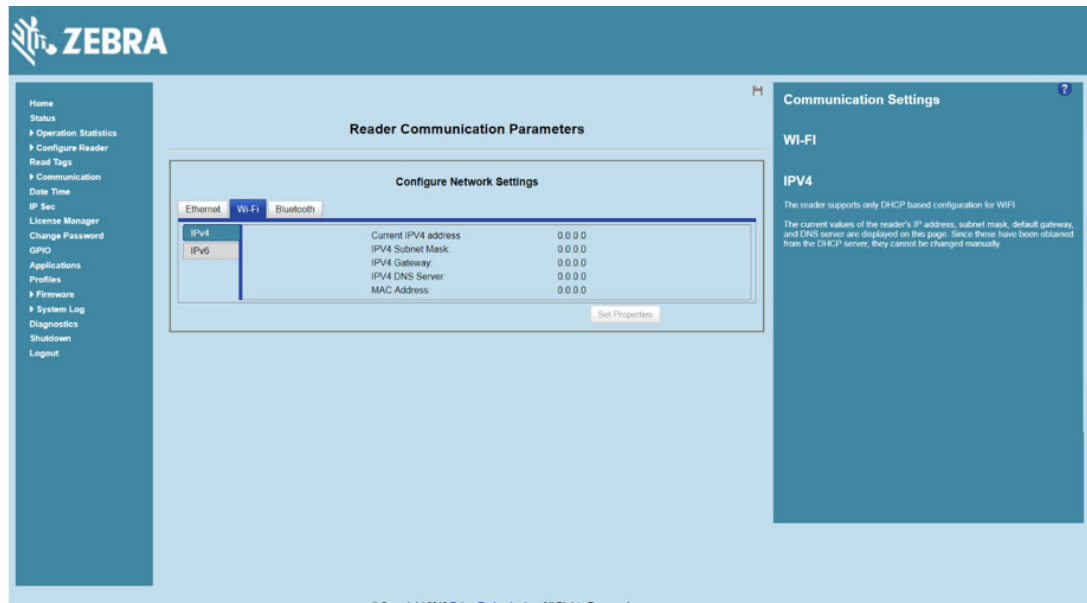 ZEBRA
Home
Status
Operation Statistics
Configure Reader
Read Tags
Communication
Date Time
IP Sec
License Manager
Change Password
GPIO
Applications
Profiles
Firmware
System Log
Diagnostics
Shutdown
Logout
Reader Communication Parameters
Configure Network Settings
Ethernet Wi-Fi Bluetooth
IPv4
IPv6
Current IPV4 address 0.0.0.0
IPV4 Subnet Mask: 0.0.0.0
IPV4 Gateway: 0.0.0.0
IPV4 DNS Server: 0.0.0.0
MAC Address: 0.0.0.0
Set Properties
?
Communication Settings
WI-FI
IPV4
The reader supports only DHCP based configuration for WIFI.
The current values of the reader's IP address, subnet mask, default gateway,
and DNS server are displayed on this page. Since these have been obtained
from the DHCP server, they cannot be changed manually.